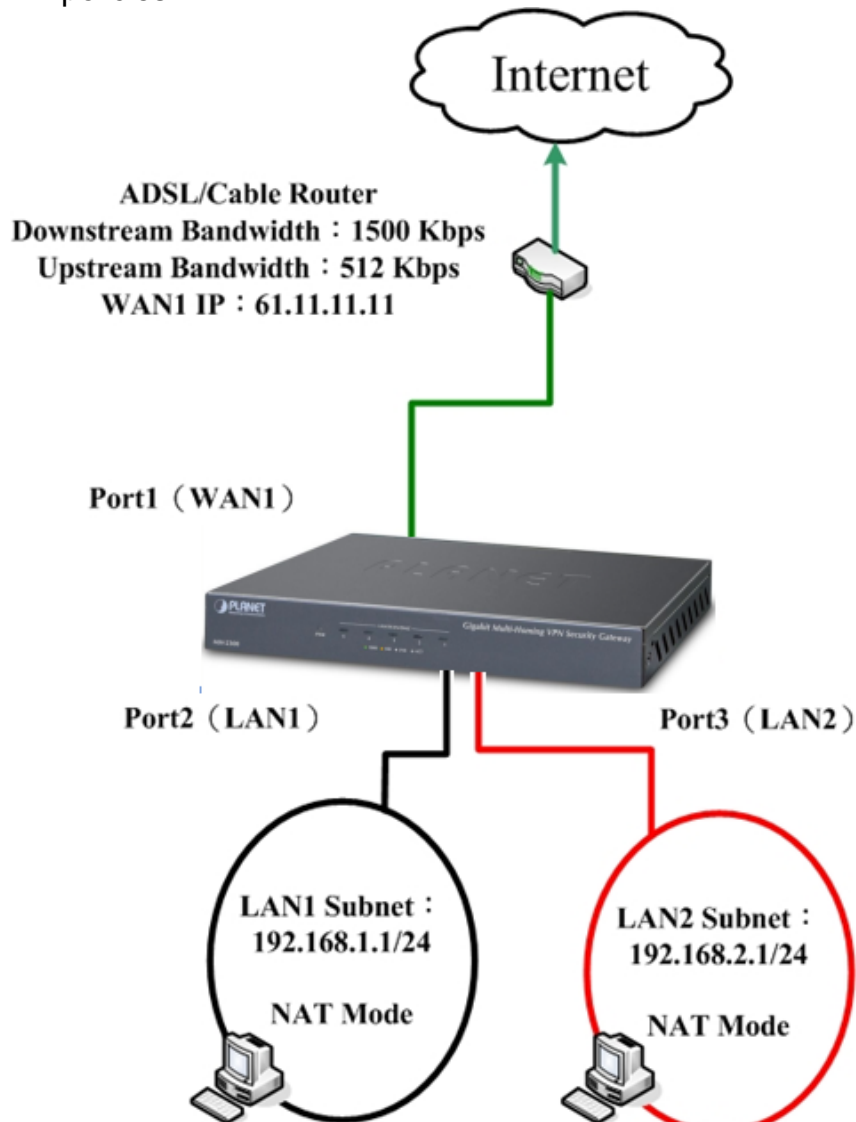 Internet
ADSL/Cable Router
Downstream Bandwidth：1500 Kbps
Upstream Bandwidth：512 Kbps
WAN1 IP：61.11.11.11
Port1（WAN1）
PLANET
PLANET
Gigabit Multi-Homing VPN Security Gateway
Port2（LAN1）
Port3（LAN2）
LAN1 Subnet：
192.168.1.1/24
NAT Mode
LAN2 Subnet：
192.168.2.1/24
NAT Mode